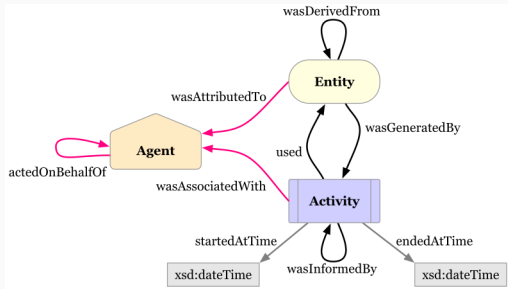 wasDerivedFrom
Entity
wasAttributedTo
wasGeneratedBy
Agent
used
actedOnBehalfOf
wasAssociatedWith
Activity
startedAtTime
endedAtTime
wasInformedBy
xsd:dateTime
xsd:dateTime